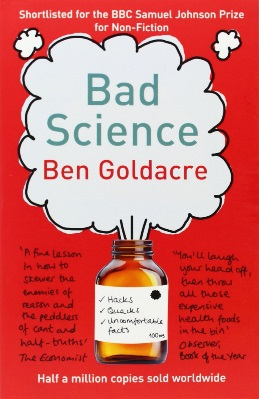 Shortlisted for the BBC Samuel Johnson Prize
for Non-Fiction
Bad
Science
Ben Goldacre
'A fine lesson
in how to
skewer the
enemies of
reason and
the peddlers
of cant and
half-truths'
The Economist
✓ Hacks
✓ Quacks
✓ Uncomfortable
facts
100ml
'You'll laugh
your head off,
then throw
all those
expensive
health foods
in the bin'
Observer,
Book of the Year
Half a million copies sold worldwide